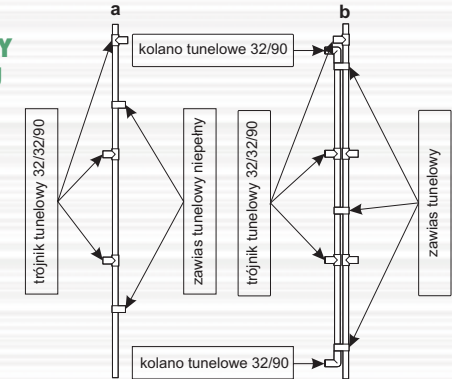 a
b
kolano tunelowe 32/90
trójnik tunelowy 32/32/90
zawias tunelowy niepełny
trójnik tunelowy 32/32/90
zawias tunelowy
kolano tunelowe 32/90